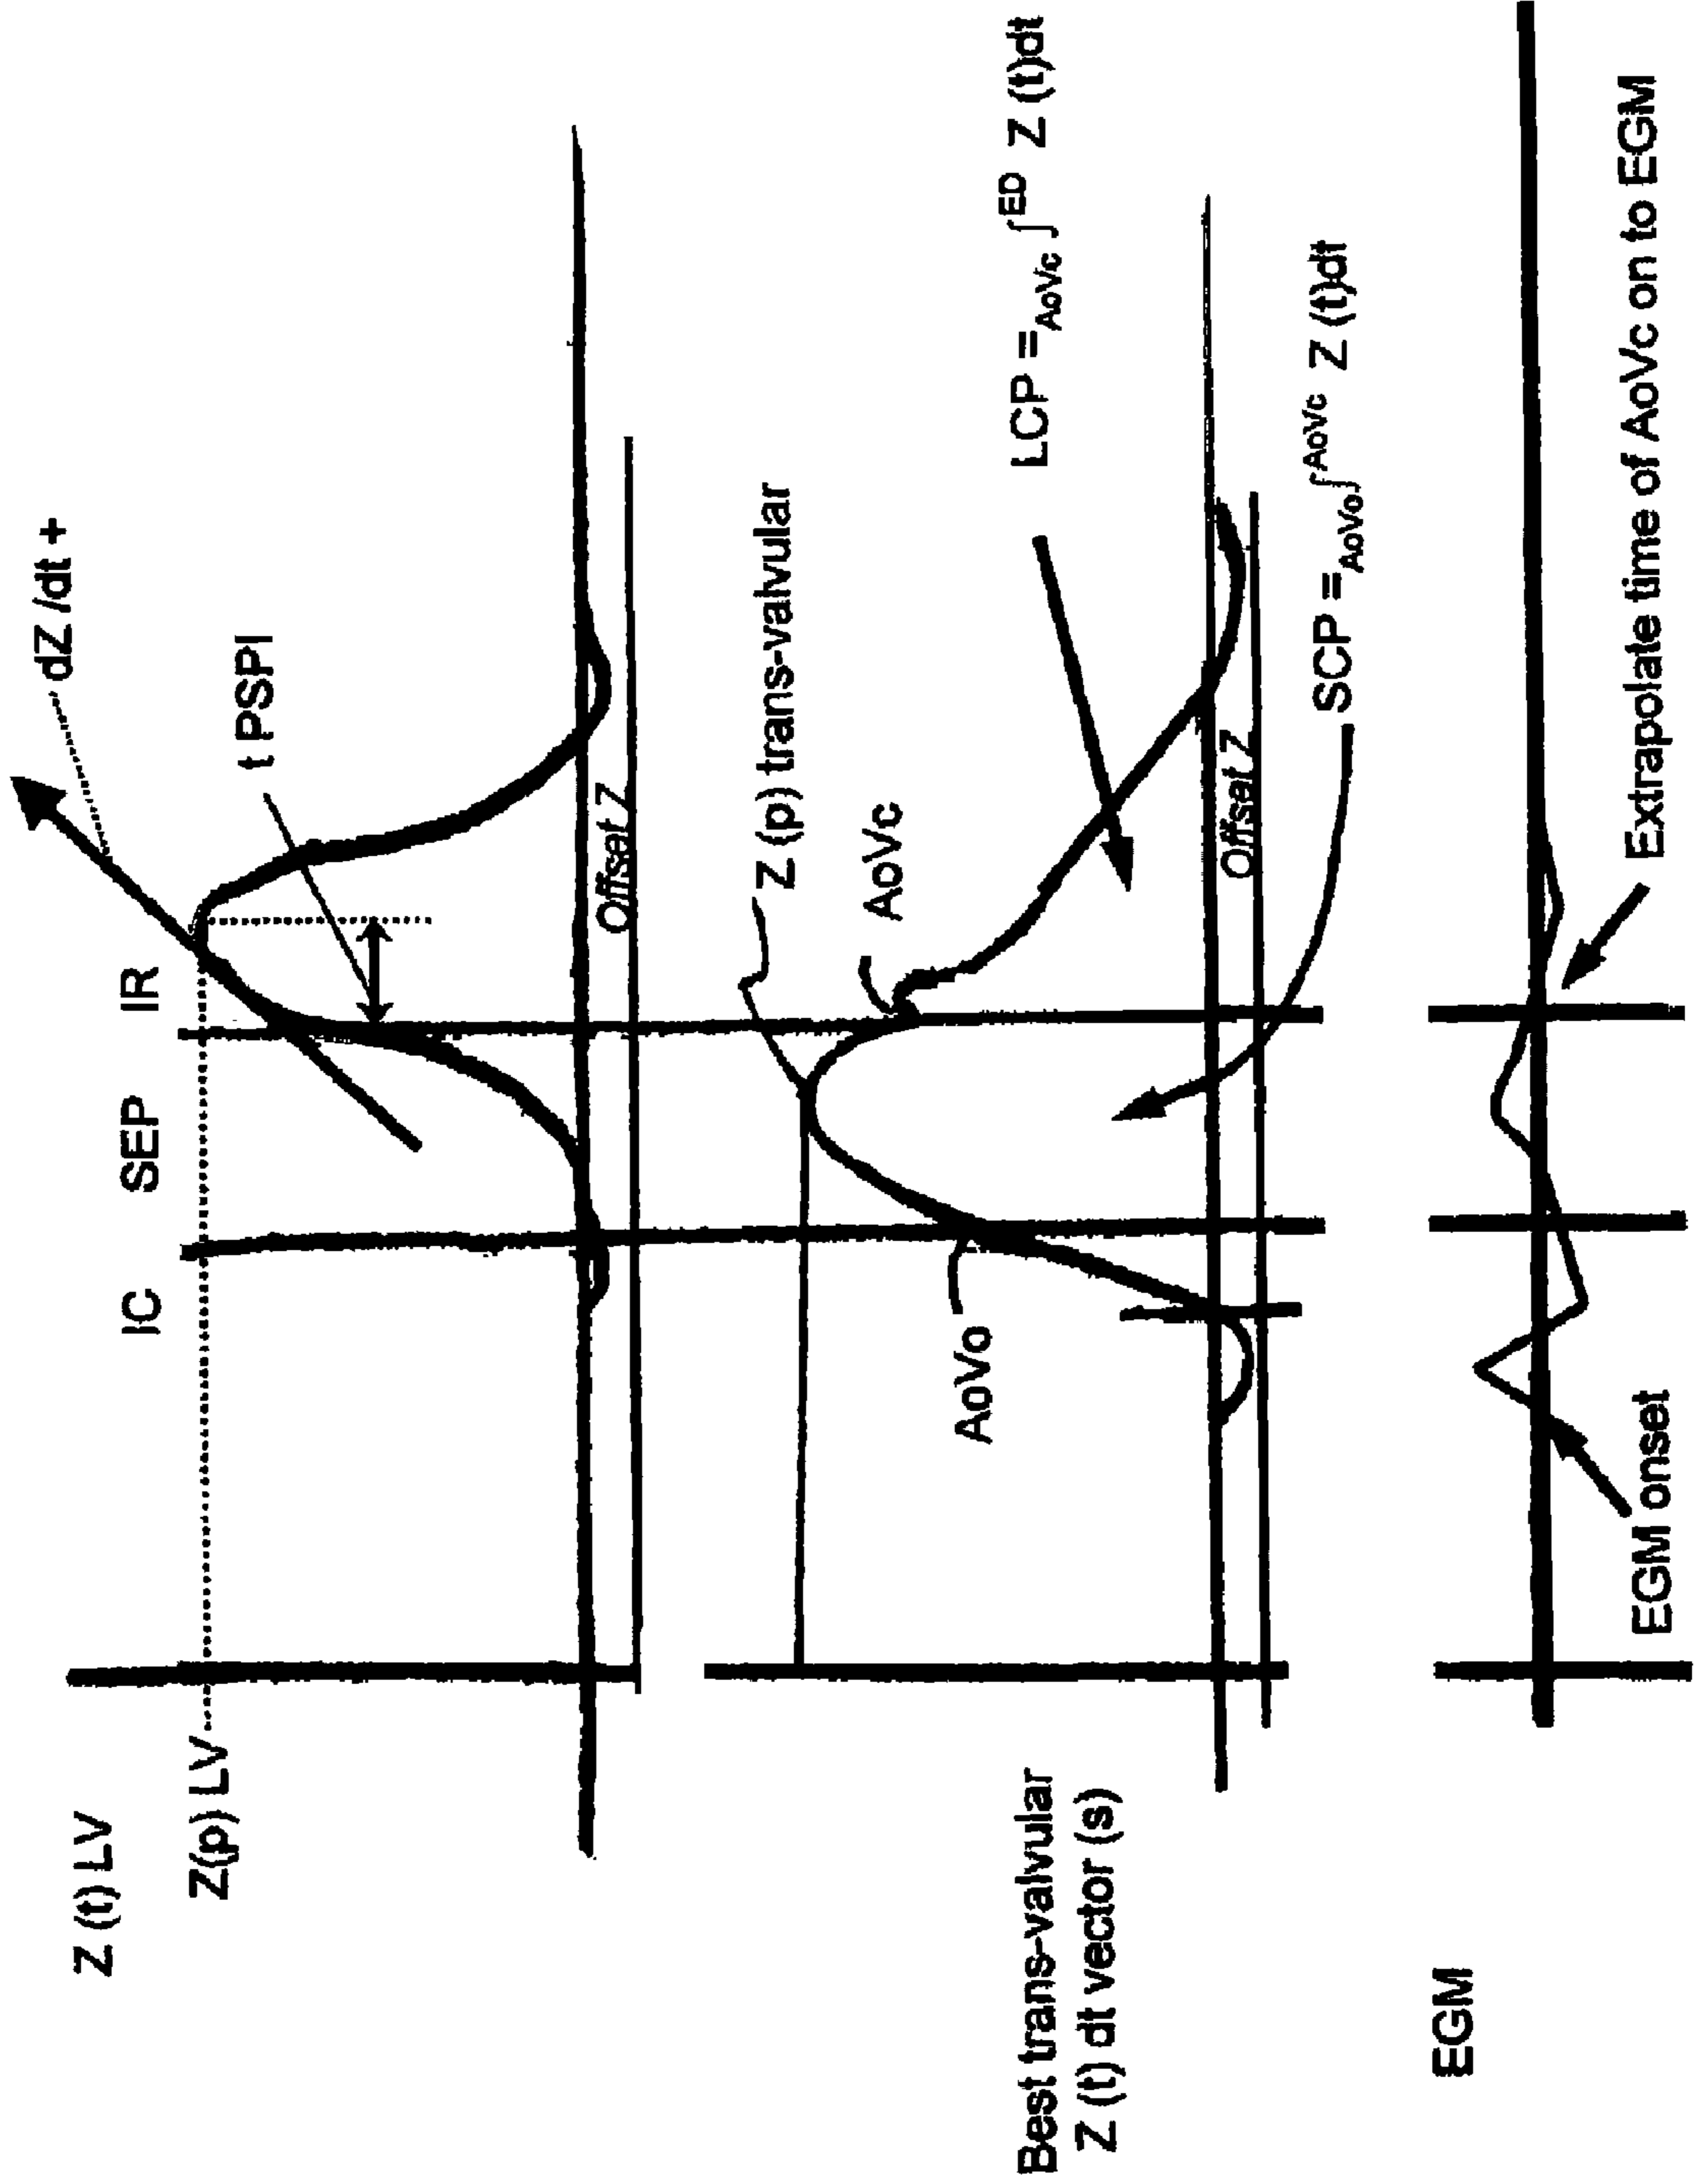 Z (t) LV
Z(p) LV
IC
SEP
IR
dZ /dt +
t PSPI
Offset Z
Best trans-valvular
Z (t) dt vector (s)
Z (p) trans-valvular
AoVo
AoVc
LCP = AoVc ∫ED Z (t)dt
Offset Z
SCP = AoVo ∫AoVc Z (t)dt
EGM
EGM onset
Extrapolate time of AoVc on to EGM